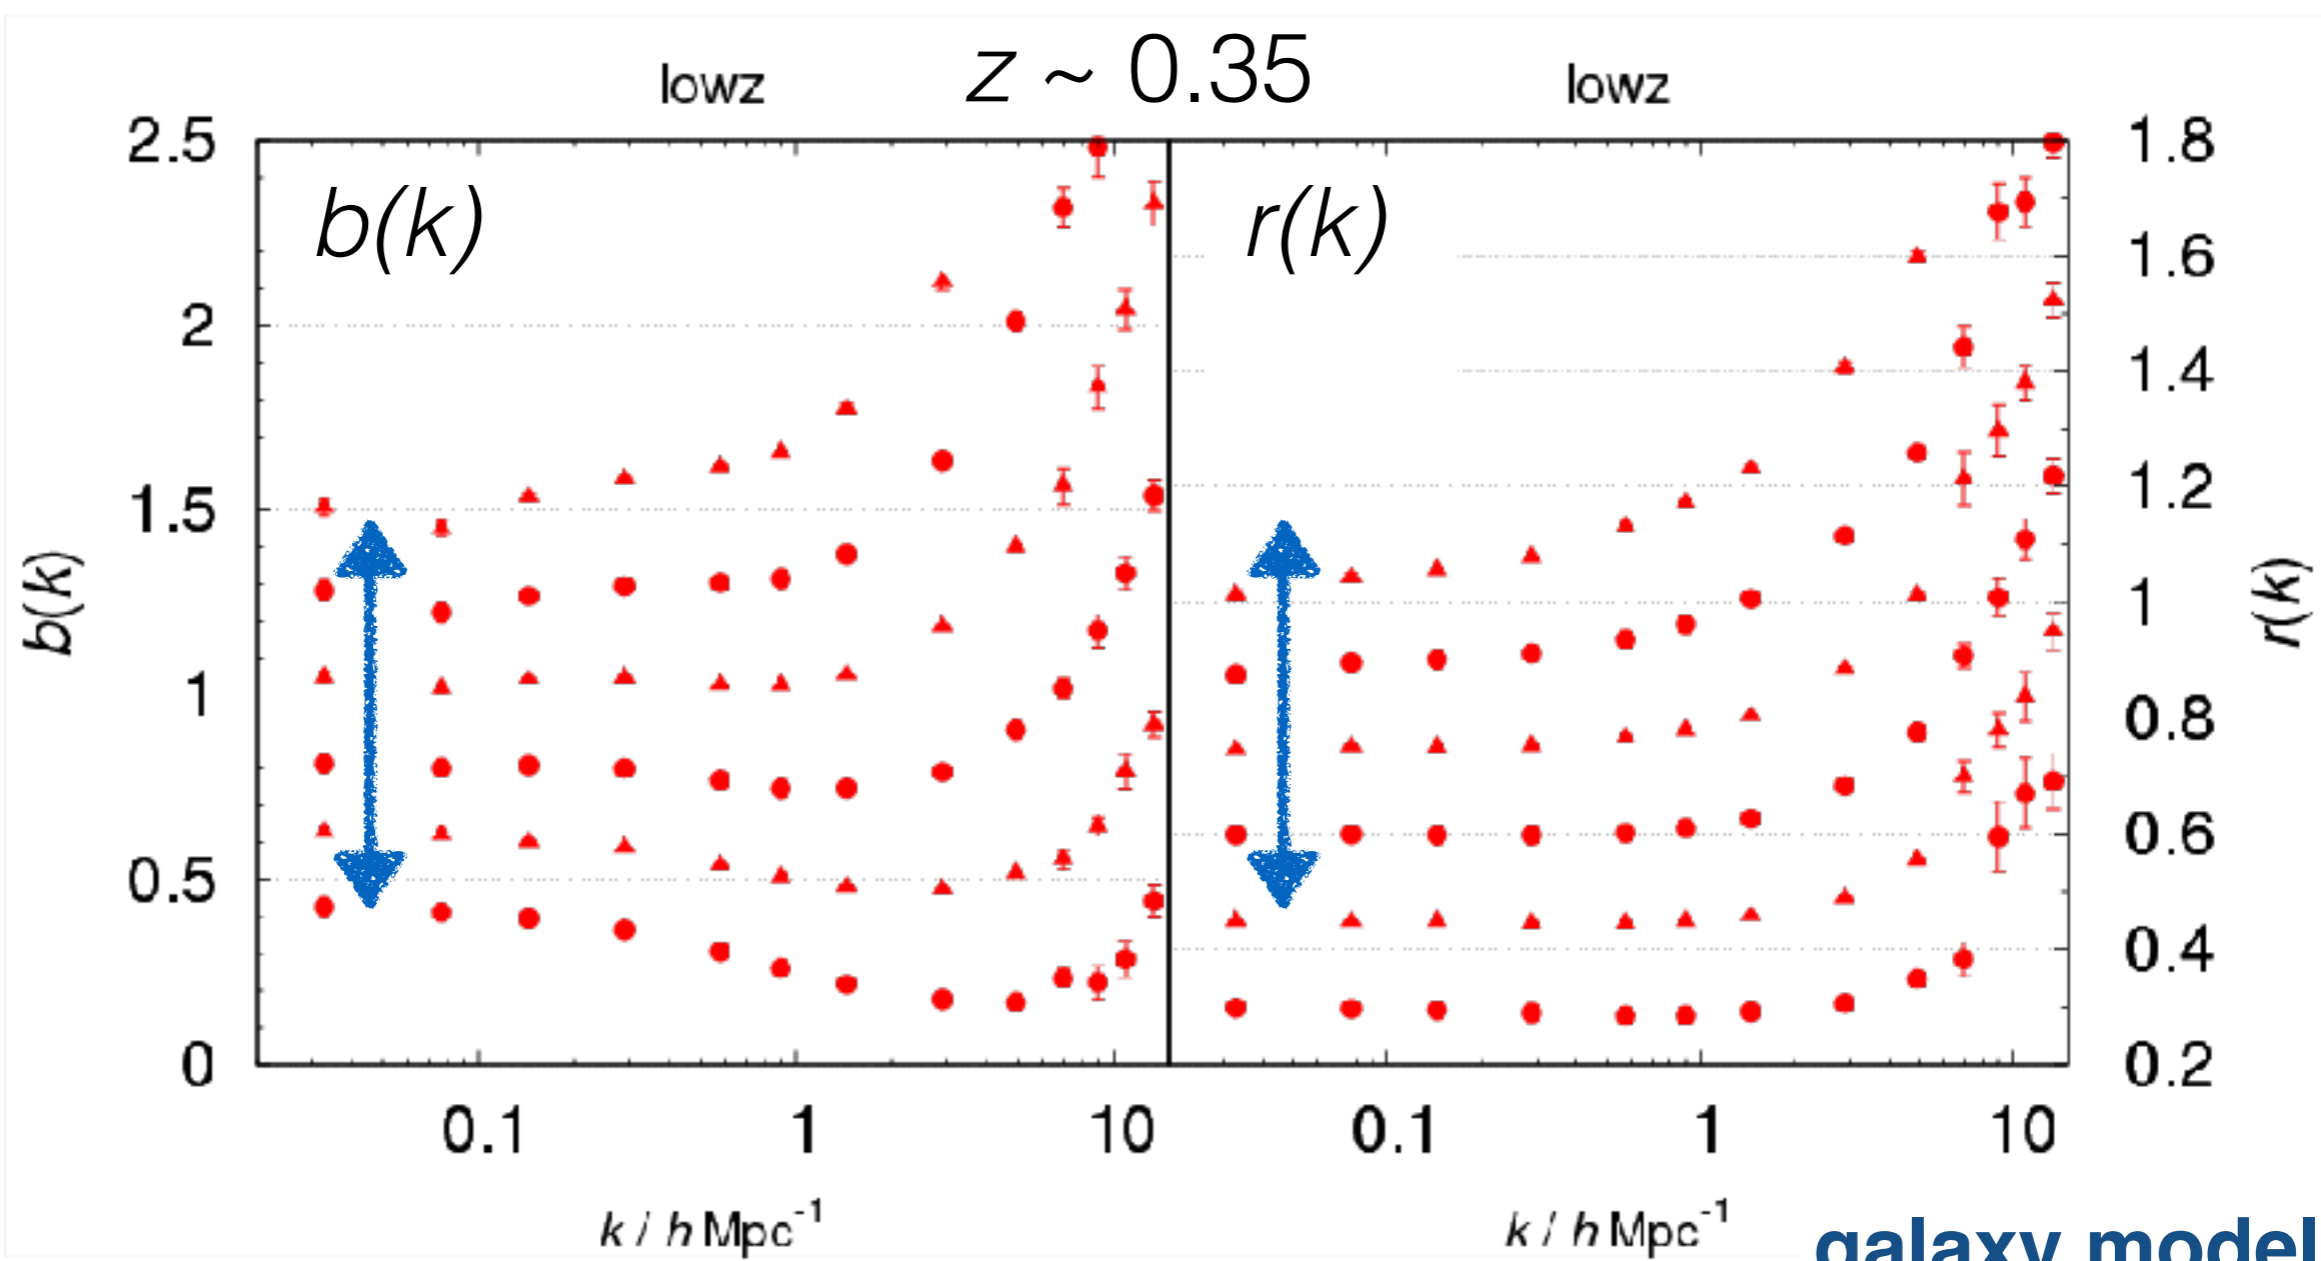 z ~ 0.35
lowz
lowz
2.5
2
1.5
1
0.5
0
b(k)
b(k)
r(k)
1.8
1.6
1.4
1.2
1
0.8
0.6
0.4
0.2
r(k)
0.1
1
10
0.1
1
10
k / h Mpc⁻¹
k / h Mpc⁻¹
galaxy model